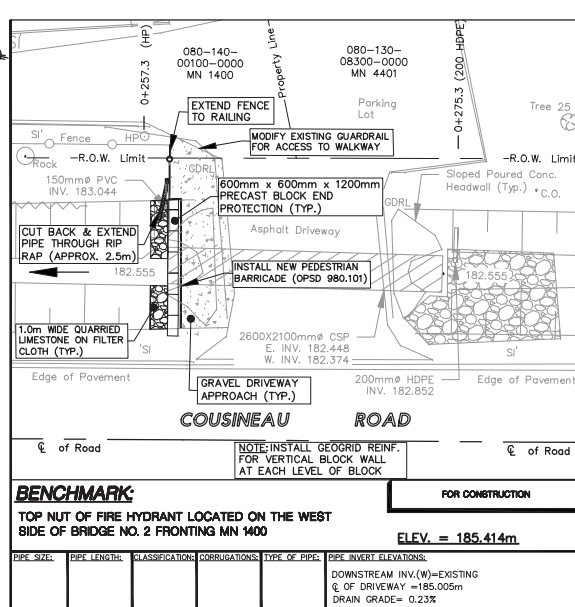 0+257.3 (HP)
080-140-
00100-0000
MN 1400
Property Line
080-130-
08300-0000
MN 4401
0+275.3 (200 HDPE)
EXTEND FENCE
TO RAILING
Parking
Lot
Tree 25
SI'
Fence
HP
MODIFY EXISTING GUARDRAIL
FOR ACCESS TO WALKWAY
Rock
-R.O.W. Limit
-R.O.W. Limit
GDRL
150mmø PVC
INV. 183.044
600mm x 600mm x 1200mm
PRECAST BLOCK END
PROTECTION (TYP.)
Sloped Poured Conc.
Headwall (Typ.)
°C.O.
GDRL
CUT BACK & EXTEND
PIPE THROUGH RIP
RAP (APPROX. 2.5m)
Asphalt Driveway
182.555
INSTALL NEW PEDESTRIAN
BARRICADE (OPSD 980.101)
182.555
1.0m WIDE QUARRIED
LIMESTONE ON FILTER
CLOTH (TYP.)
'SI
2600X2100mmø CSP
E. INV. 182.448
W. INV. 182.374
SI'
Edge of Pavement
GRAVEL DRIVEWAY
APPROACH (TYP.)
200mmø HDPE
INV. 182.852
Edge of Pavement
COUSINEAU ROAD
℄ of Road
NOTE: INSTALL GEOGRID REINF.
FOR VERTICAL BLOCK WALL
AT EACH LEVEL OF BLOCK
℄ of Road
BENCHMARK:
FOR CONSTRUCTION
TOP NUT OF FIRE HYDRANT LOCATED ON THE WEST
SIDE OF BRIDGE NO. 2 FRONTING MN 1400
ELEV. = 185.414m
PIPE SIZE: PIPE LENGTH: CLASSIFICATION: CORRUGATIONS: TYPE OF PIPE: PIPE INVERT ELEVATIONS:
DOWNSTREAM INV.(W)=EXISTING
℄ OF DRIVEWAY =185.005m
DRAIN GRADE= 0.23%